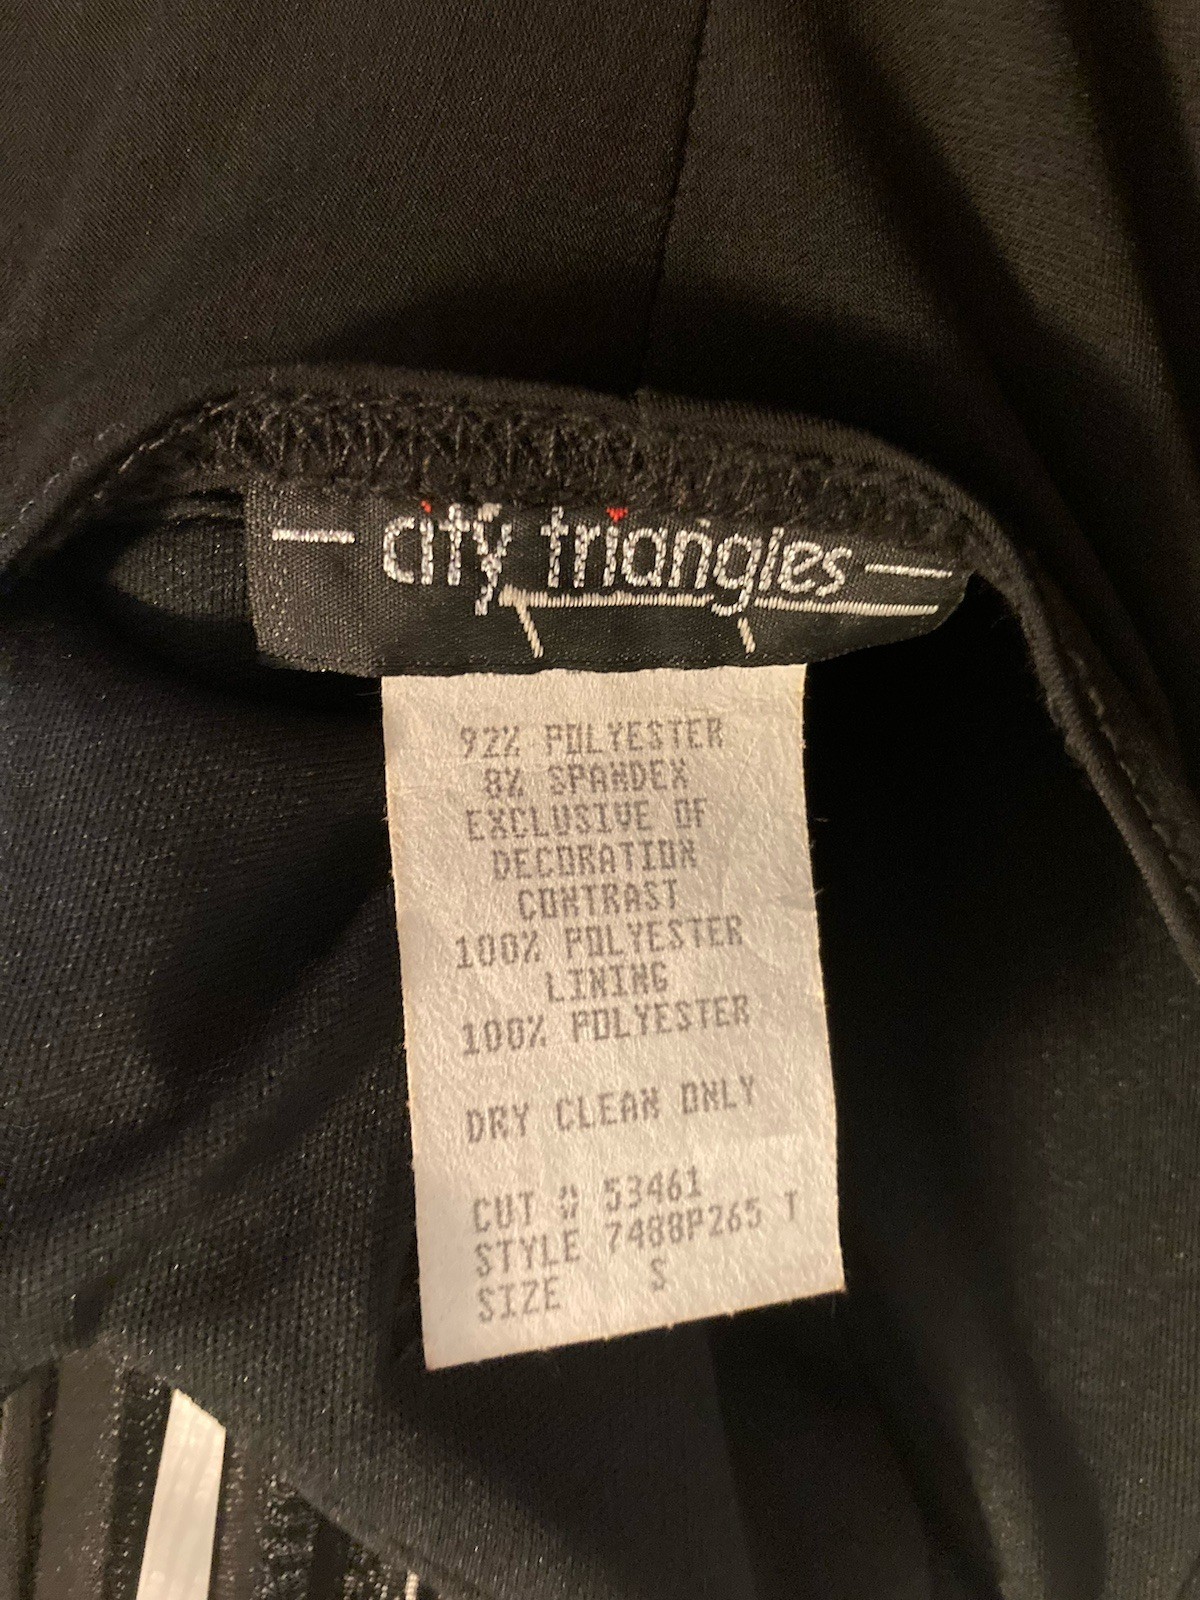 city triangles
92% POLYESTER
8% SPANDEX
EXCLUSIVE OF
DECORATION
CONTRAST
100% POLYESTER
LINING
100% POLYESTER
DRY CLEAN ONLY
CUT # 53461
STYLE 7488P265 T
SIZE S